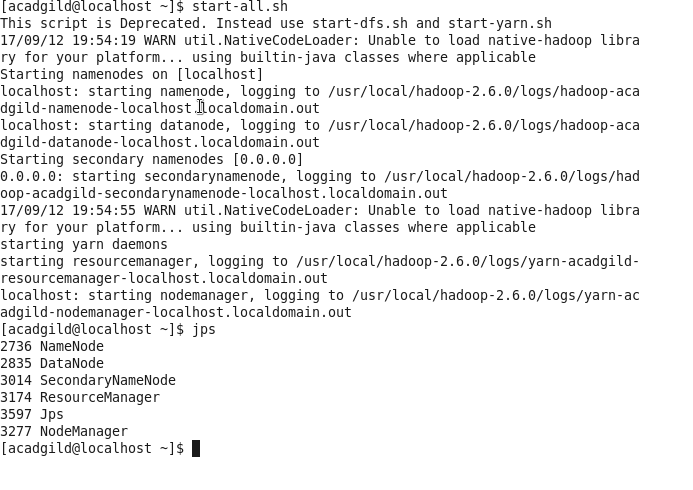 [acadgild@localhost ~]$ start-all.sh
This script is Deprecated. Instead use start-dfs.sh and start-yarn.sh
17/09/12 19:54:19 WARN util.NativeCodeLoader: Unable to load native-hadoop libra
ry for your platform... using builtin-java classes where applicable
Starting namenodes on [localhost]
localhost: starting namenode, logging to /usr/local/hadoop-2.6.0/logs/hadoop-aca
dgild-namenode-localhost.localdomain.out
localhost: starting datanode, logging to /usr/local/hadoop-2.6.0/logs/hadoop-aca
dgild-datanode-localhost.localdomain.out
Starting secondary namenodes [0.0.0.0]
0.0.0.0: starting secondarynamenode, logging to /usr/local/hadoop-2.6.0/logs/had
oop-acadgild-secondarynamenode-localhost.localdomain.out
17/09/12 19:54:55 WARN util.NativeCodeLoader: Unable to load native-hadoop libra
ry for your platform... using builtin-java classes where applicable
starting yarn daemons
starting resourcemanager, logging to /usr/local/hadoop-2.6.0/logs/yarn-acadgild-
resourcemanager-localhost.localdomain.out
localhost: starting nodemanager, logging to /usr/local/hadoop-2.6.0/logs/yarn-ac
adgild-nodemanager-localhost.localdomain.out
[acadgild@localhost ~]$ jps
2736 NameNode
2835 DataNode
3014 SecondaryNameNode
3174 ResourceManager
3597 Jps
3277 NodeManager
[acadgild@localhost ~]$